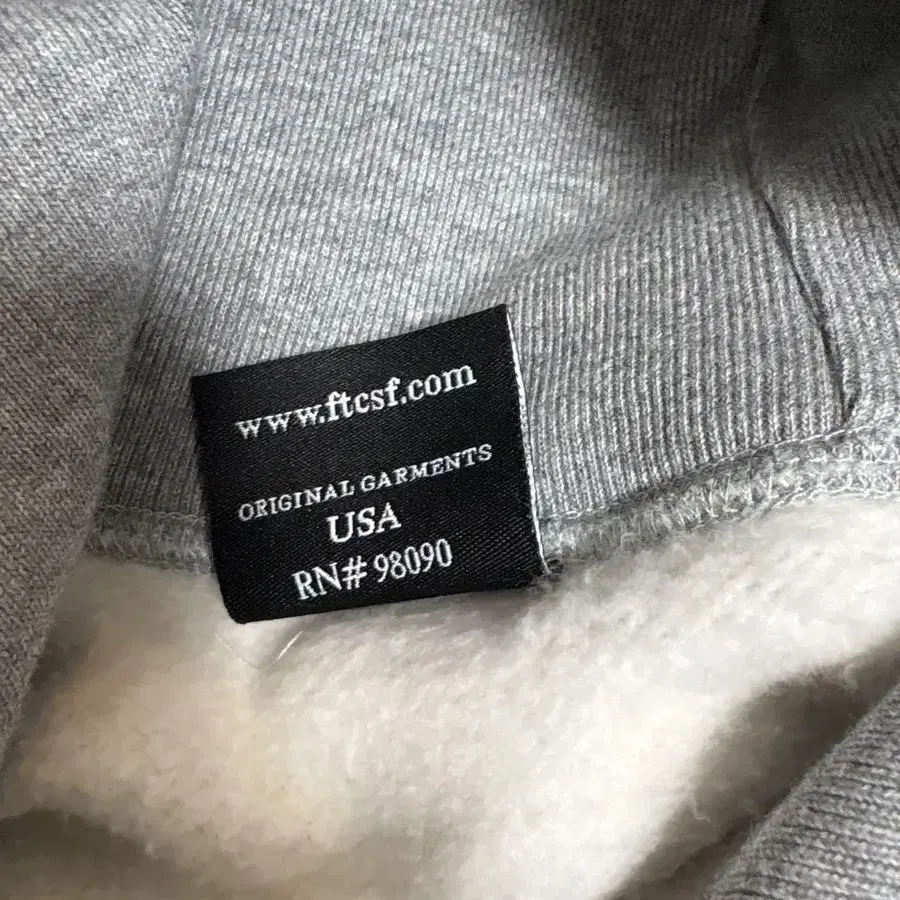 www.ftcsf.com
ORIGINAL GARMENTS
USA
RN# 98090